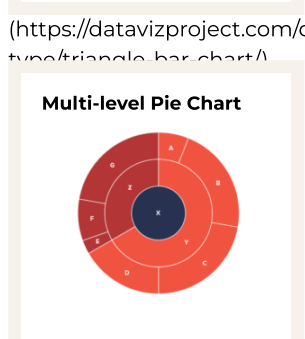 (https://datavizproject.com/
type/triangle-bar-chart/)
Multi-level Pie Chart
A
G
B
Z
X
F
Y
E
C
D